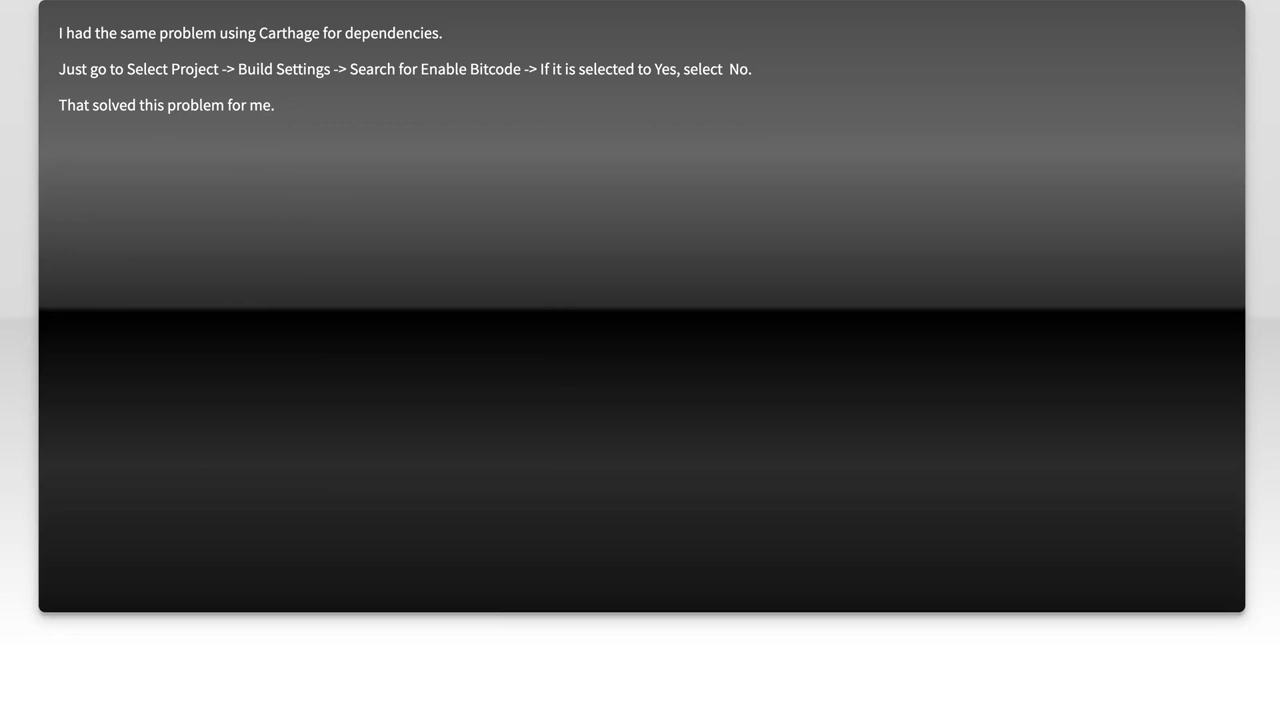 I had the same problem using Carthage for dependencies.
Just go to Select Project -> Build Settings -> Search for Enable Bitcode -> If it is selected to Yes, select  No.
That solved this problem for me.